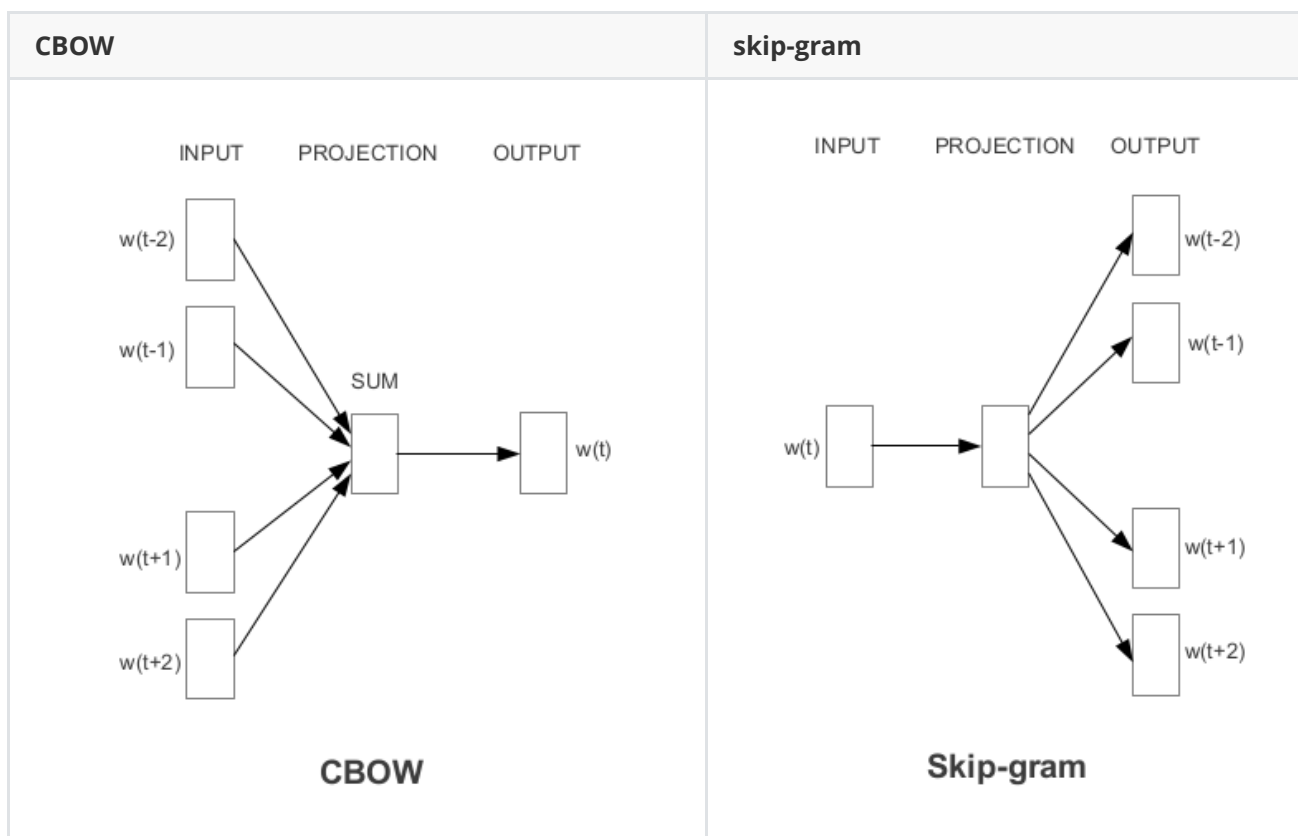 CBOW
INPUT PROJECTION OUTPUT
w(t-2)
w(t-1)
SUM
w(t)
w(t+1)
w(t+2)
CBOW
skip-gram
INPUT PROJECTION OUTPUT
w(t-2)
w(t-1)
w(t)
w(t+1)
w(t+2)
Skip-gram